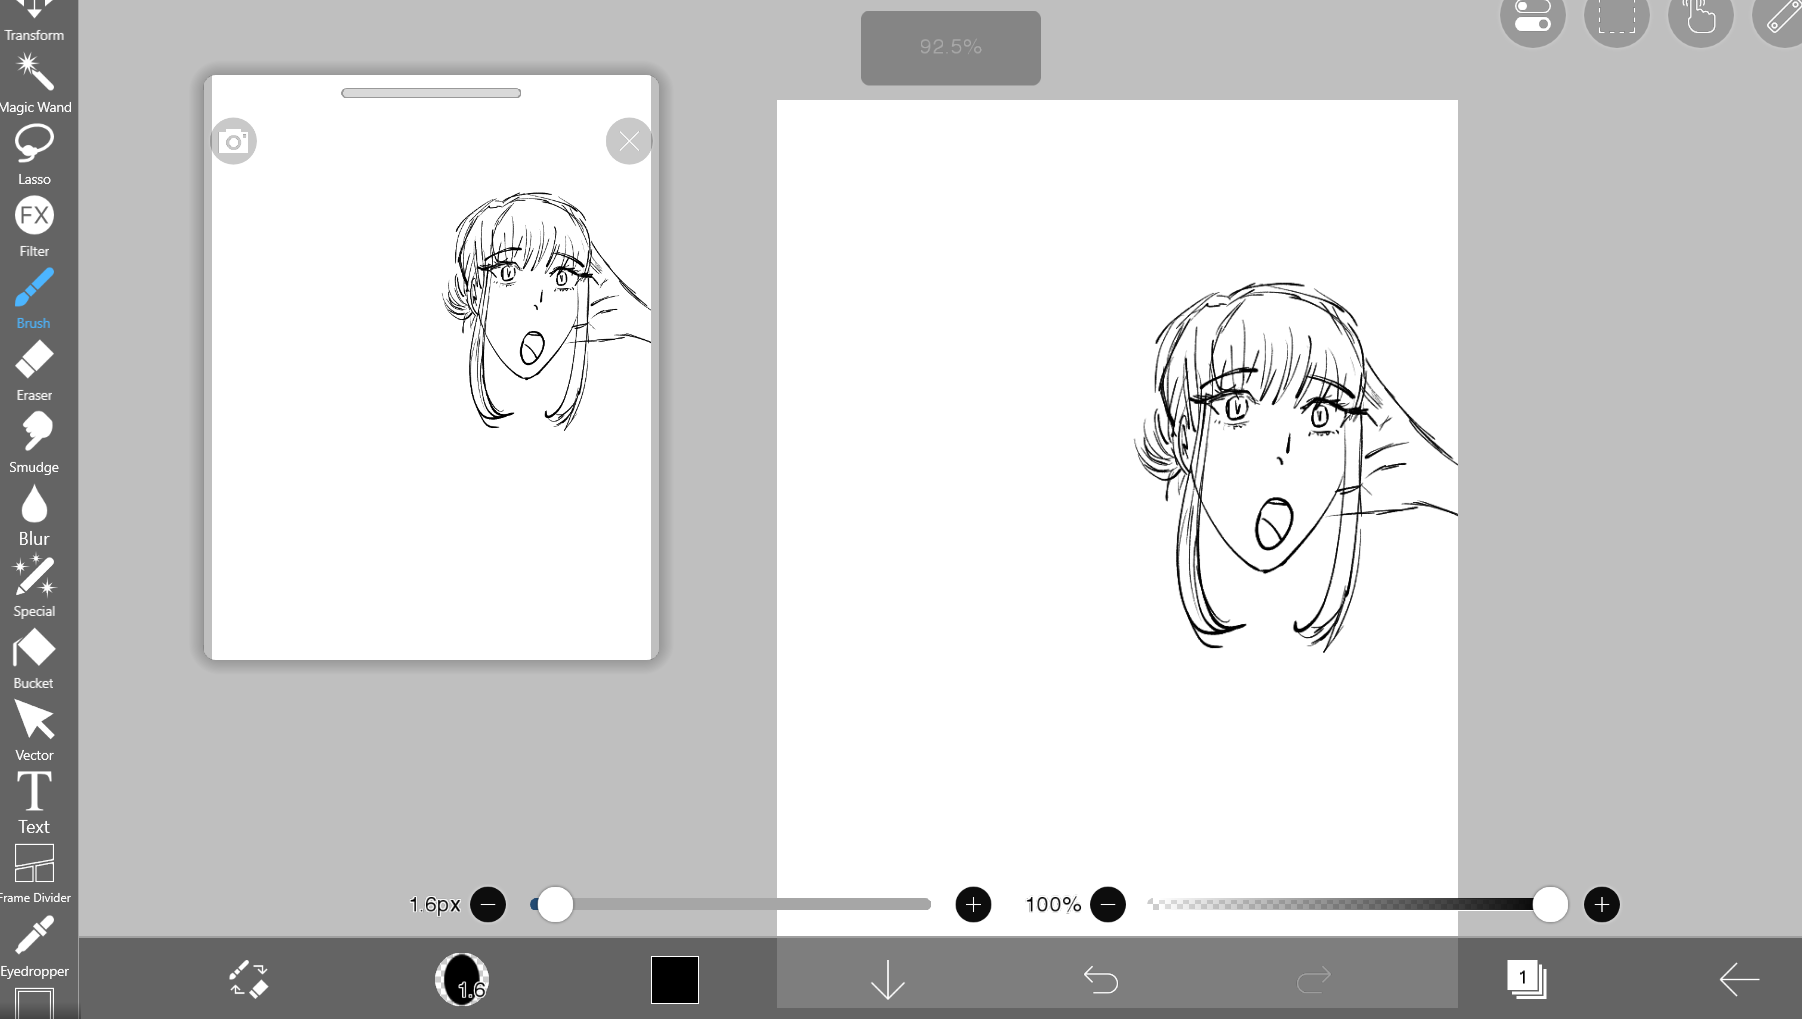 Transform
Magic Wand
Lasso
FX
Filter
Brush
Eraser
Smudge
Blur
Special
Bucket
Vector
T
Text
Frame Divider
Eyedropper
92.5%
1.6px
100%
1.6
1